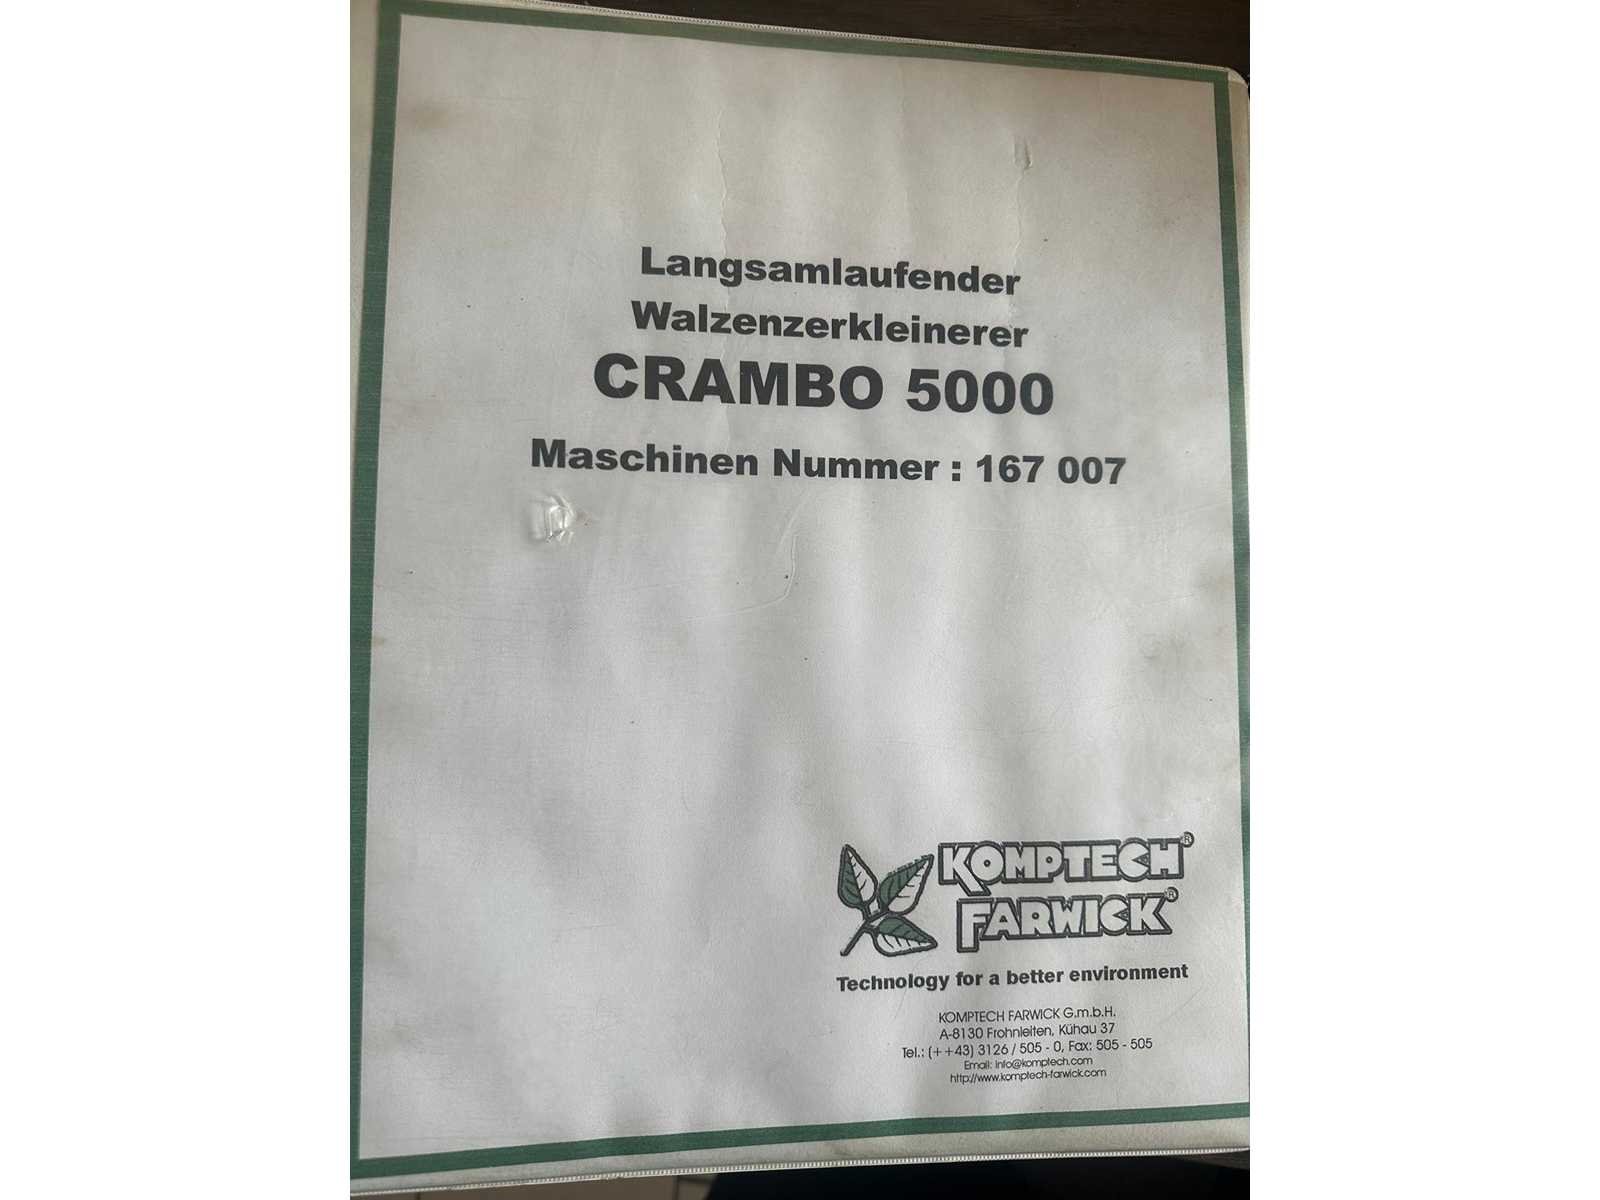 Langsamlaufender
Walzenzerkleinerer
CRAMBO 5000
Maschinen Nummer : 167 007
KOMPTECH®
FARWICK®
Technology for a better environment
KOMPTECH FARWICK G.m.b.H.
A-8130 Frohnleiten, Kühau 37
Tel.: (++43) 3126 / 505 - 0, Fax: 505 - 505
Email: info@komptech.com
http://www.komptech-farwick.com